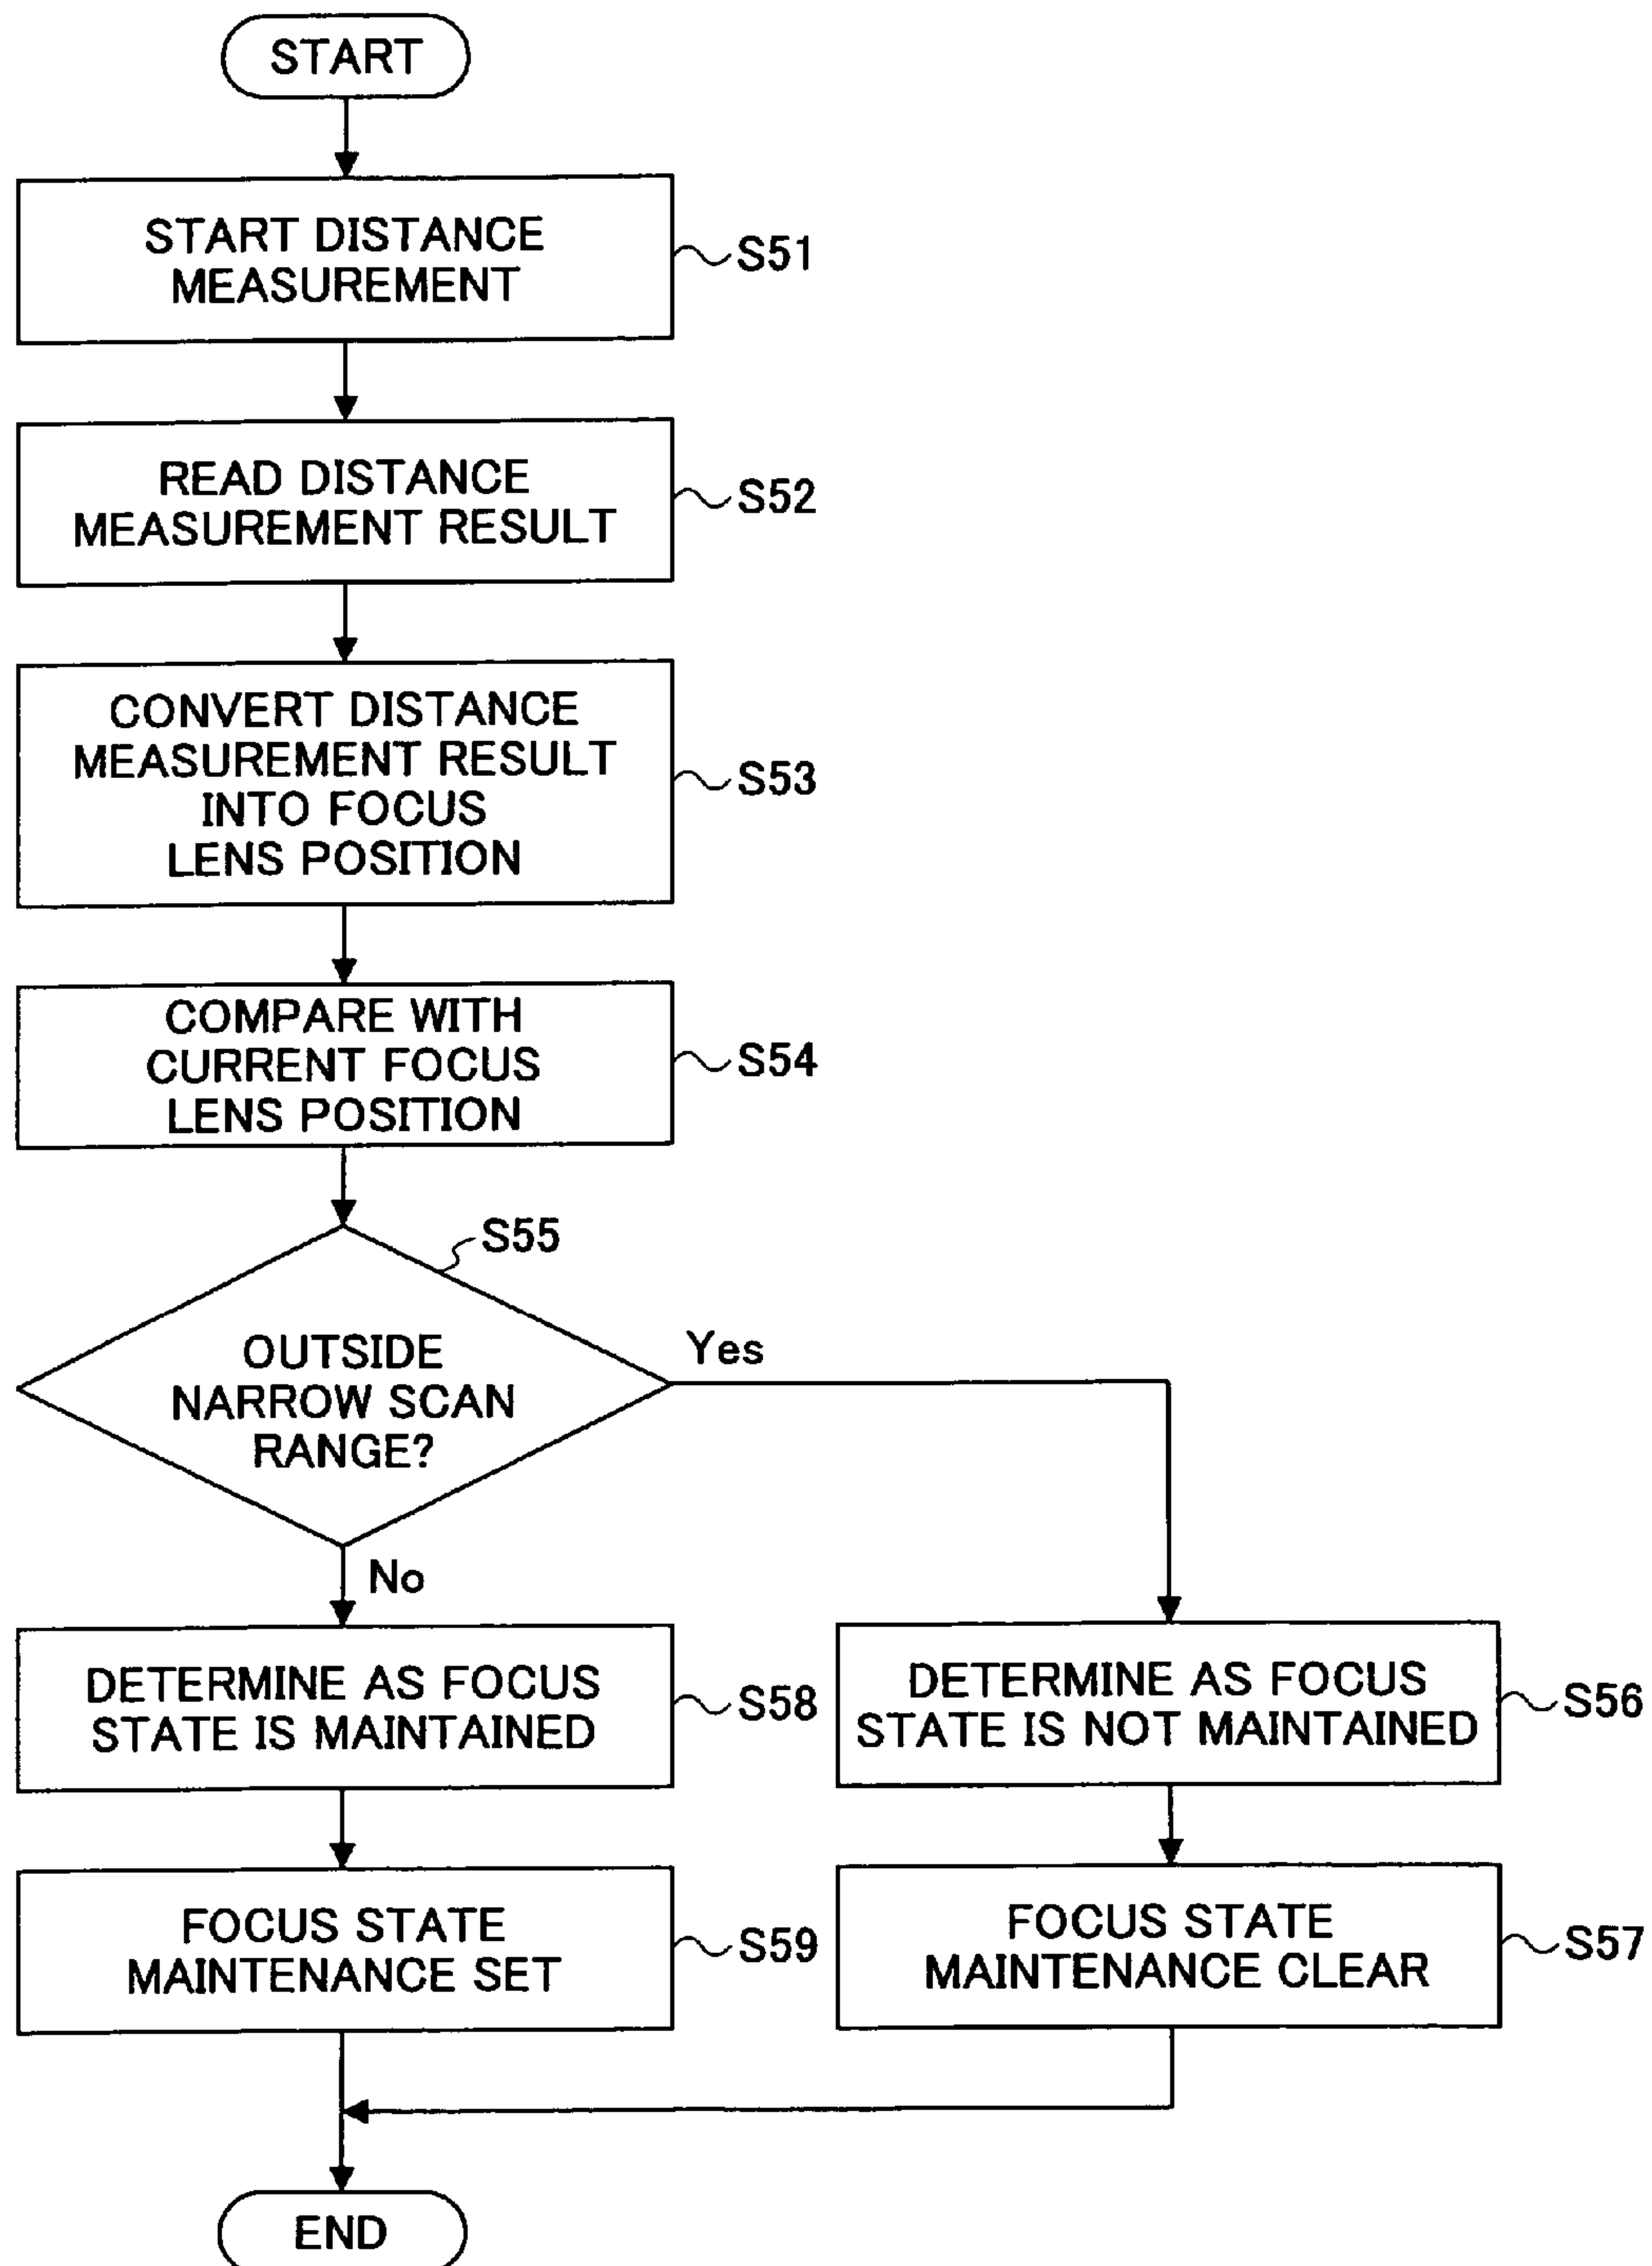 START
START DISTANCE
MEASUREMENT
S51
READ DISTANCE
MEASUREMENT RESULT
S52
CONVERT DISTANCE
MEASUREMENT RESULT
INTO FOCUS
LENS POSITION
S53
COMPARE WITH
CURRENT FOCUS
LENS POSITION
S54
S55
OUTSIDE
NARROW SCAN
RANGE?
Yes
No
DETERMINE AS FOCUS
STATE IS MAINTAINED
S58
DETERMINE AS FOCUS
STATE IS NOT MAINTAINED
S56
FOCUS STATE
MAINTENANCE SET
S59
FOCUS STATE
MAINTENANCE CLEAR
S57
END